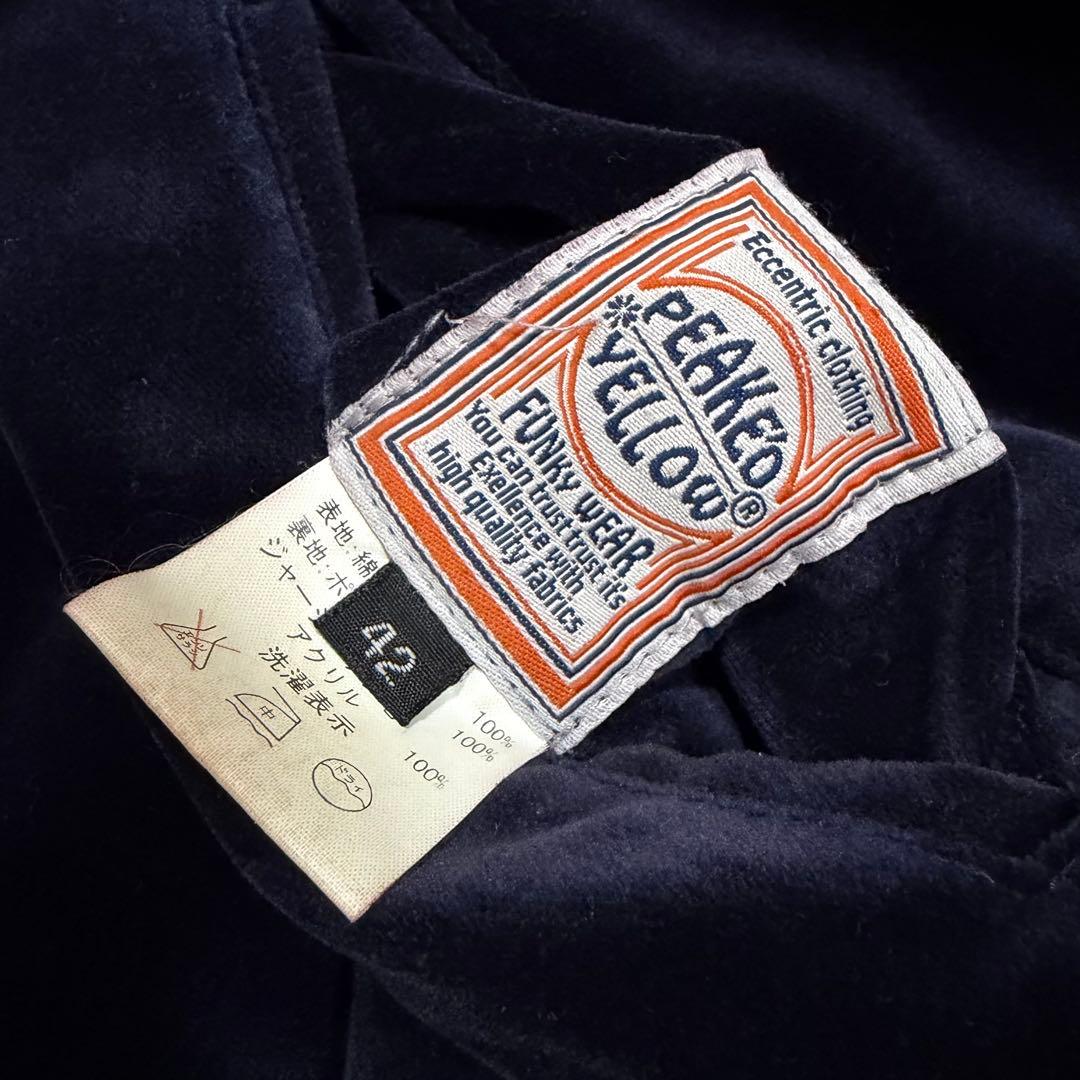 Eccentric clothing
PEAKE'O
YELLOW®
FUNKY WEAR
You can trust trust it's
Exellence with
high quality fabrics
42
表地:綿
100%
裏地:ポ
100%
ジャー
アクリル
100%
洗濯表示
中
ドライ